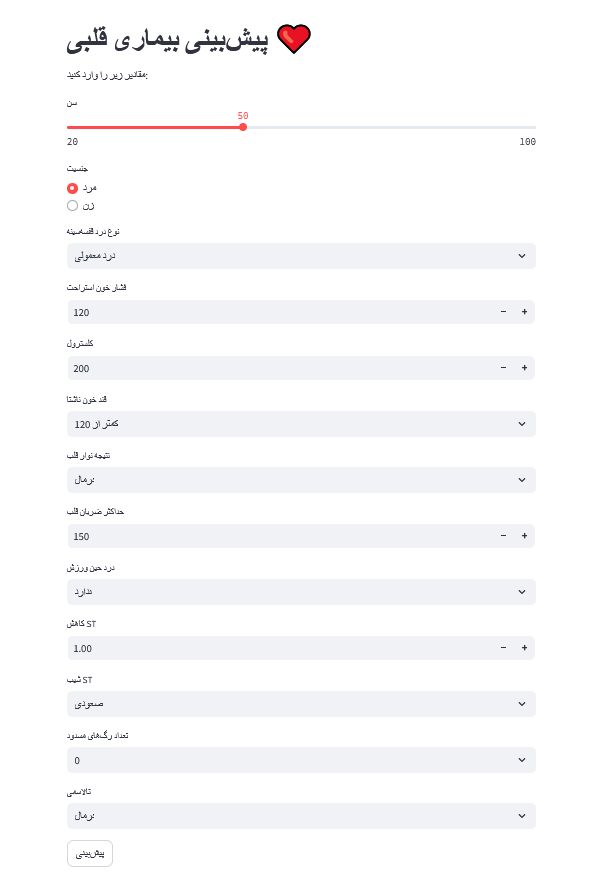 پیش‌بینی بیماری قلبی
مقادیر زیر را وارد کنید:
سن
50
20 100
جنسیت
مرد
زن
نوع درد قفسه‌سینه
درد معمولی
فشار خون استراحت
120
کلسترول
200
قند خون ناشتا
کمتر از 120
نتیجه نوار قلب
نرمال
حداکثر ضربان قلب
150
درد حین ورزش
ندارد
کاهش ST
1.00
شیب ST
صعودی
تعداد رگ‌های مسدود
0
تالاسمی
نرمال
پیش‌بینی